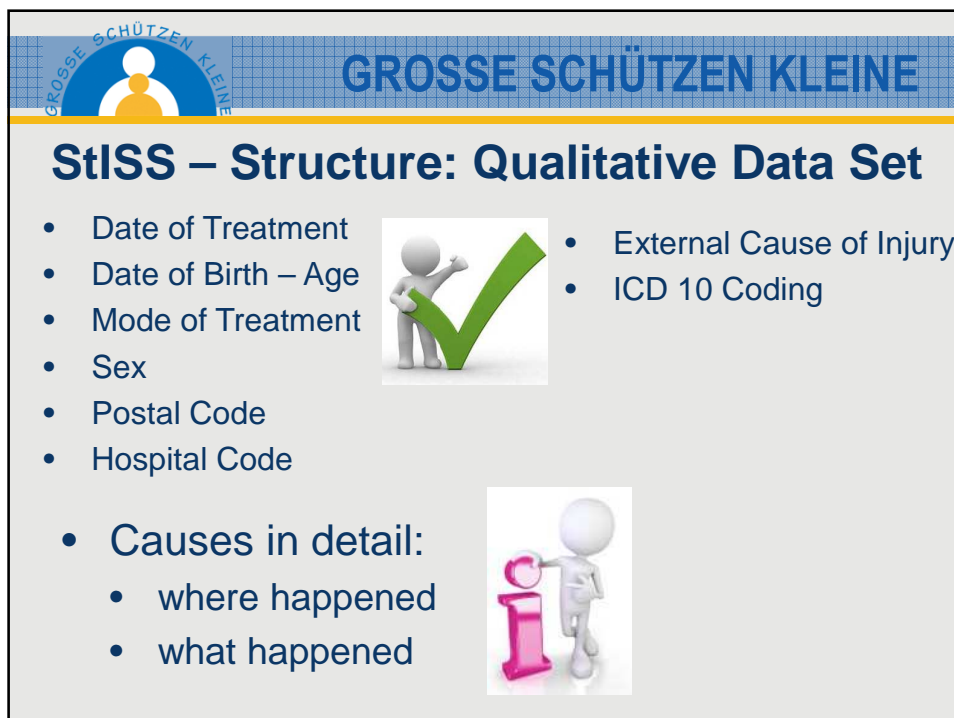 GROSSE SCHÜTZEN KLEINE
GROSSE SCHÜTZEN KLEINE
StISS – Structure: Qualitative Data Set
• Date of Treatment
• Date of Birth – Age
• Mode of Treatment
• Sex
• Postal Code
• Hospital Code
• External Cause of Injury
• ICD 10 Coding
• Causes in detail:
• where happened
• what happened